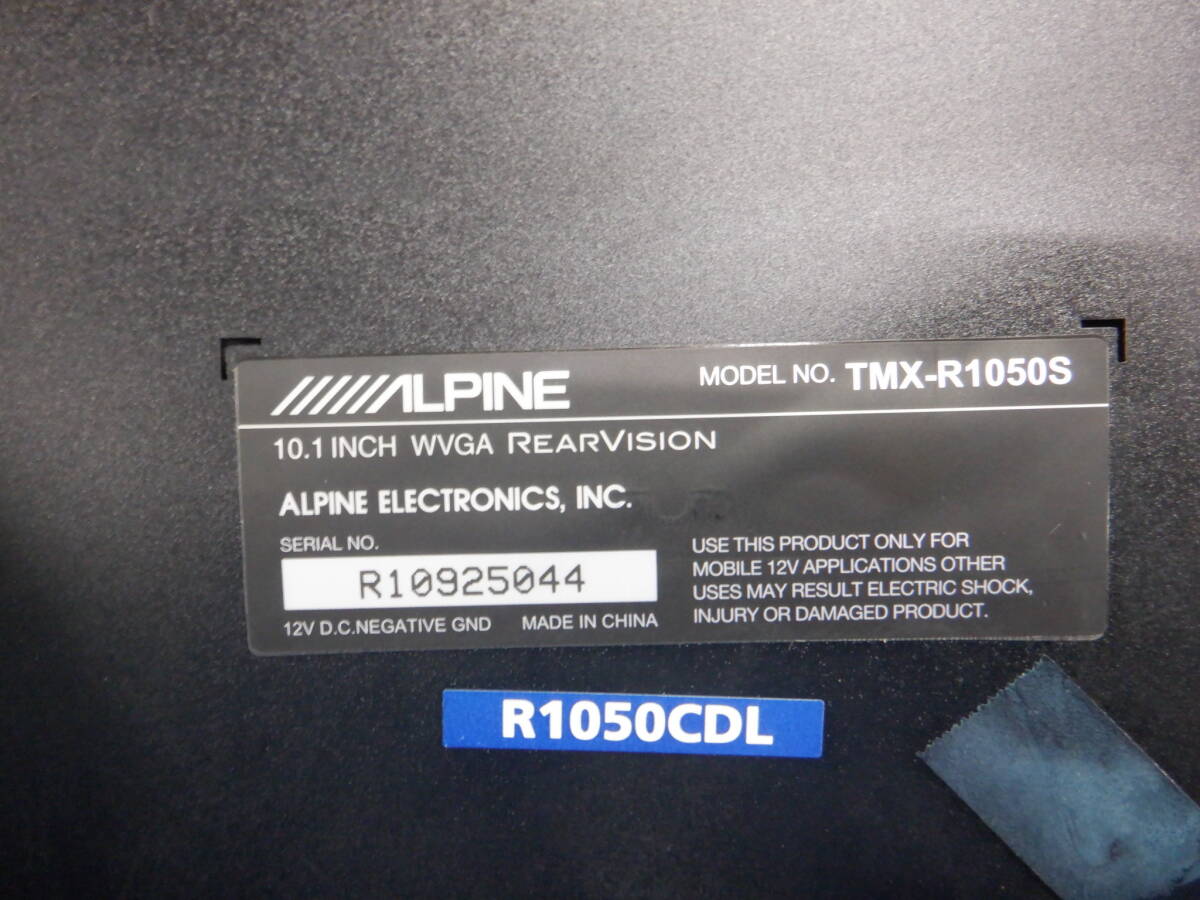 ALPINE
MODEL NO. TMX-R1050S
10.1 INCH WVGA REARVISION
ALPINE ELECTRONICS, INC.
SERIAL NO.
R10925044
12V D.C.NEGATIVE GND MADE IN CHINA
USE THIS PRODUCT ONLY FOR
MOBILE 12V APPLICATIONS OTHER
USES MAY RESULT ELECTRIC SHOCK,
INJURY OR DAMAGED PRODUCT.
R1050CDL